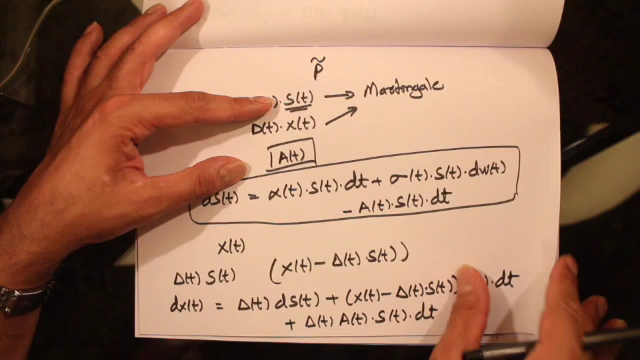 P̃
). S(t) → Martingale
D(t). X(t)
A(t)
dS(t) = α(t). S(t). dt + σ(t). S(t). dW(t)
- A(t). S(t). dt
X(t)
Δ(t) S(t) (X(t) - Δ(t) S(t))
dX(t) = Δ(t) dS(t) + (X(t) - Δ(t). S(t)) dt
+ Δ(t) A(t). S(t). dt